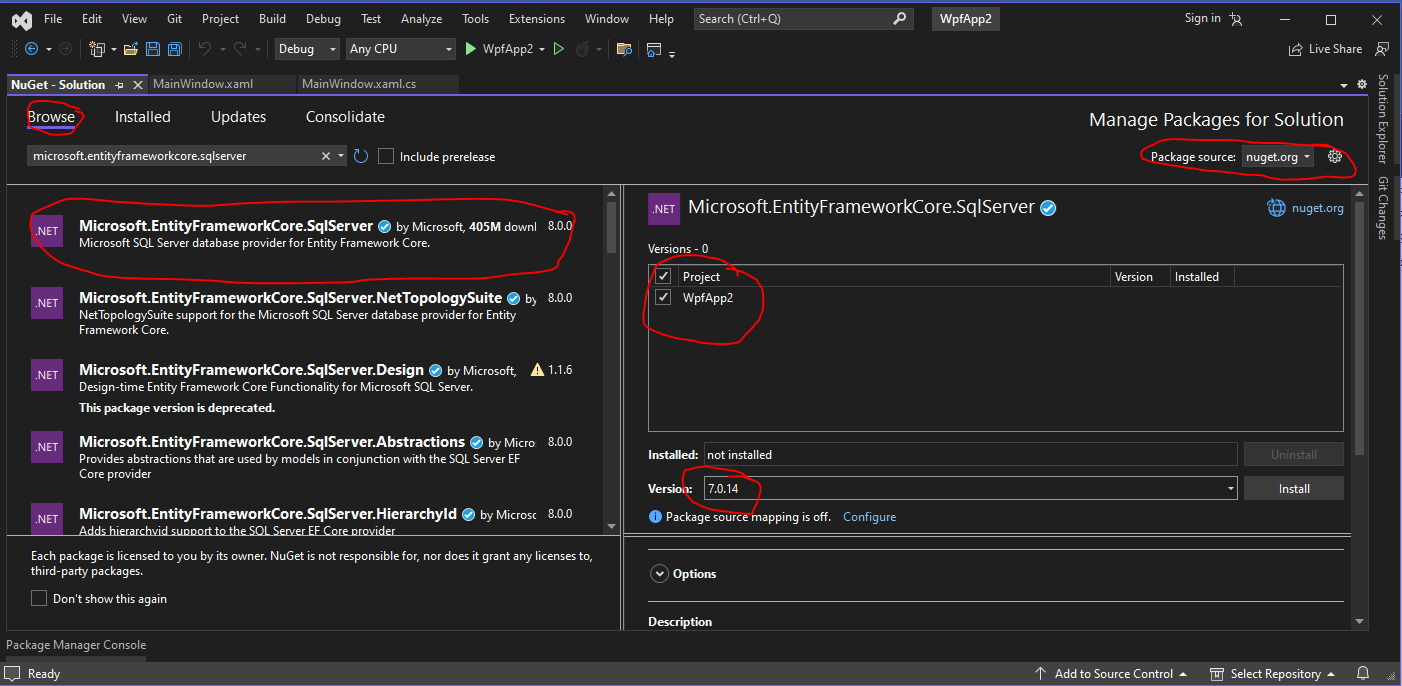 File Edit View Git Project Build Debug Test Analyze Tools Extensions Window Help Search (Ctrl+Q) WpfApp2 Sign in
Debug Any CPU WpfApp2 Live Share
NuGet - Solution MainWindow.xaml MainWindow.xaml.cs
Browse Installed Updates Consolidate Manage Packages for Solution
microsoft.entityframeworkcore.sqlserver Include prerelease Package source: nuget.org
.NET Microsoft.EntityFrameworkCore.SqlServer by Microsoft, 405M downl 8.0.0
Microsoft SQL Server database provider for Entity Framework Core.
.NET Microsoft.EntityFrameworkCore.SqlServer.NetTopologySuite by 8.0.0
NetTopologySuite support for the Microsoft SQL Server database provider for Entity
Framework Core.
.NET Microsoft.EntityFrameworkCore.SqlServer.Design by Microsoft, 1.1.6
Design-time Entity Framework Core Functionality for Microsoft SQL Server.
This package version is deprecated.
.NET Microsoft.EntityFrameworkCore.SqlServer.Abstractions by Micro 8.0.0
Provides abstractions that are used by models in conjunction with the SQL Server EF
Core provider
.NET Microsoft.EntityFrameworkCore.SqlServer.HierarchyId by Microsc 8.0.0
Adds hierarchyid support to the SQL Server EF Core provider
Each package is licensed to you by its owner. NuGet is not responsible for, nor does it grant any licenses to,
third-party packages.
Don't show this again
.NET Microsoft.EntityFrameworkCore.SqlServer nuget.org
Versions - 0
Project Version Installed
WpfApp2
Installed: not installed Uninstall
Version: 7.0.14 Install
Package source mapping is off. Configure
Options
Description
Solution Explorer
Git Changes
Package Manager Console
Ready Add to Source Control Select Repository